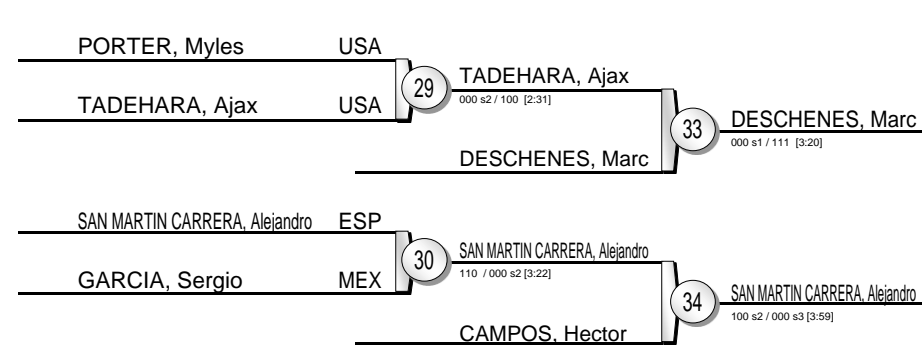 PORTER, Myles USA
TADEHARA, Ajax USA
29
TADEHARA, Ajax
000 s2 / 100 [2:31]
DESCHENES, Marc
33
DESCHENES, Marc
000 s1 / 111 [3:20]
SAN MARTIN CARRERA, Alejandro ESP
GARCIA, Sergio MEX
30
SAN MARTIN CARRERA, Alejandro
110 / 000 s2 [3:22]
CAMPOS, Hector
34
SAN MARTIN CARRERA, Alejandro
100 s2 / 000 s3 [3:59]